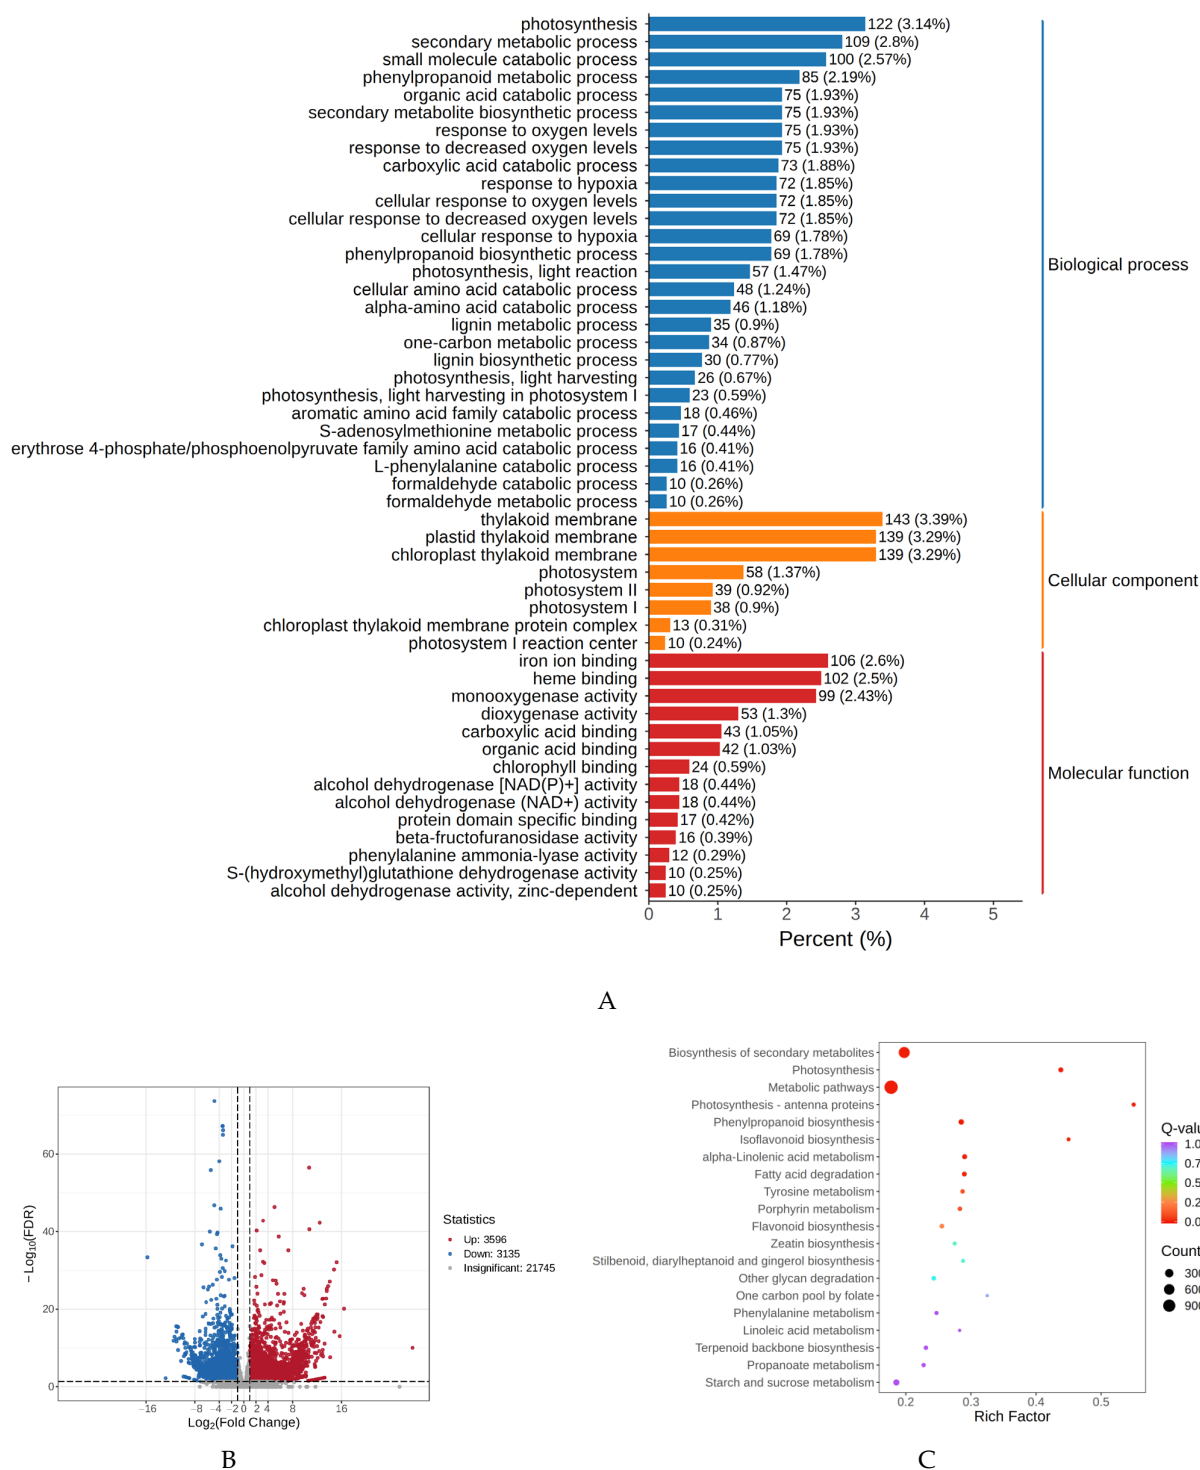 photosynthesis 122 (3.14%)
secondary metabolic process 109 (2.8%)
small molecule catabolic process 100 (2.57%)
phenylpropanoid metabolic process 85 (2.19%)
organic acid catabolic process 75 (1.93%)
secondary metabolite biosynthetic process 75 (1.93%)
response to oxygen levels 75 (1.93%)
response to decreased oxygen levels 75 (1.93%)
carboxylic acid catabolic process 73 (1.88%)
response to hypoxia 72 (1.85%)
cellular response to oxygen levels 72 (1.85%)
cellular response to decreased oxygen levels 72 (1.85%)
cellular response to hypoxia 69 (1.78%)
phenylpropanoid biosynthetic process 69 (1.78%)
photosynthesis, light reaction 57 (1.47%)
cellular amino acid catabolic process 48 (1.24%)
alpha-amino acid catabolic process 46 (1.18%)
lignin metabolic process 35 (0.9%)
one-carbon metabolic process 34 (0.87%)
lignin biosynthetic process 30 (0.77%)
photosynthesis, light harvesting 26 (0.67%)
photosynthesis, light harvesting in photosystem I 23 (0.59%)
aromatic amino acid family catabolic process 18 (0.46%)
S-adenosylmethionine metabolic process 17 (0.44%)
erythrose 4-phosphate/phosphoenolpyruvate family amino acid catabolic process 16 (0.41%)
L-phenylalanine catabolic process 16 (0.41%)
formaldehyde catabolic process 10 (0.26%)
formaldehyde metabolic process 10 (0.26%)
Biological process
thylakoid membrane 143 (3.39%)
plastid thylakoid membrane 139 (3.29%)
chloroplast thylakoid membrane 139 (3.29%)
photosystem 58 (1.37%)
photosystem II 39 (0.92%)
photosystem I 38 (0.9%)
chloroplast thylakoid membrane protein complex 13 (0.31%)
photosystem I reaction center 10 (0.24%)
Cellular component
iron ion binding 106 (2.6%)
heme binding 102 (2.5%)
monooxygenase activity 99 (2.43%)
dioxygenase activity 53 (1.3%)
carboxylic acid binding 43 (1.05%)
organic acid binding 42 (1.03%)
chlorophyll binding 24 (0.59%)
alcohol dehydrogenase [NAD(P)+] activity 18 (0.44%)
alcohol dehydrogenase (NAD+) activity 18 (0.44%)
protein domain specific binding 17 (0.42%)
beta-fructofuranosidase activity 16 (0.39%)
phenylalanine ammonia-lyase activity 12 (0.29%)
S-(hydroxymethyl)glutathione dehydrogenase activity 10 (0.25%)
alcohol dehydrogenase activity, zinc-dependent 10 (0.25%)
Molecular function
0 1 2 3 4 5
Percent (%)
A
60
40
20
0
−Log10(FDR)
−16 −8 −4 −2 0 2 4 8 16
Log2(Fold Change)
Statistics
Up: 3596
Down: 3135
Insignificant: 21745
B
Biosynthesis of secondary metabolites
Photosynthesis
Metabolic pathways
Photosynthesis - antenna proteins
Phenylpropanoid biosynthesis
Isoflavonoid biosynthesis
alpha-Linolenic acid metabolism
Fatty acid degradation
Tyrosine metabolism
Porphyrin metabolism
Flavonoid biosynthesis
Zeatin biosynthesis
Stilbenoid, diarylheptanoid and gingerol biosynthesis
Other glycan degradation
One carbon pool by folate
Phenylalanine metabolism
Linoleic acid metabolism
Terpenoid backbone biosynthesis
Propanoate metabolism
Starch and sucrose metabolism
0.2 0.3 0.4 0.5
Rich Factor
Q-valu
1.0
0.7
0.5
0.2
0.0
Count
300
600
900
C